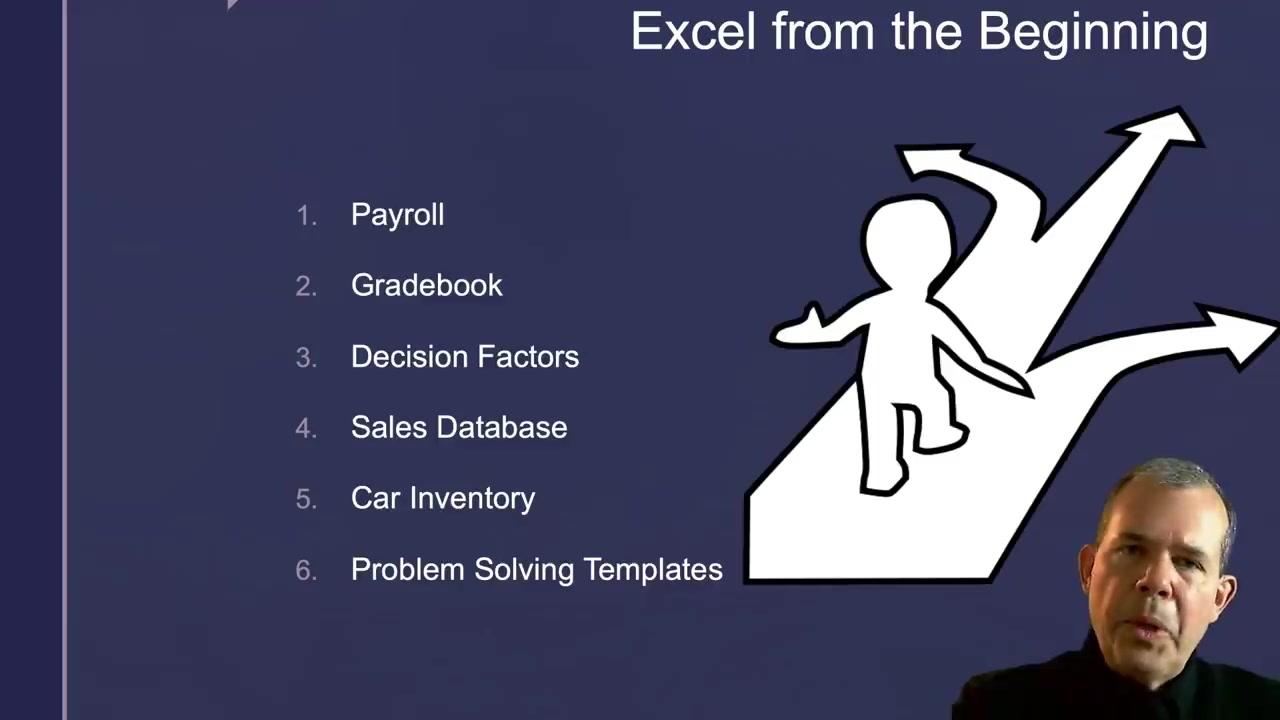 Excel from the Beginning
1. Payroll
2. Gradebook
3. Decision Factors
4. Sales Database
5. Car Inventory
6. Problem Solving Templates